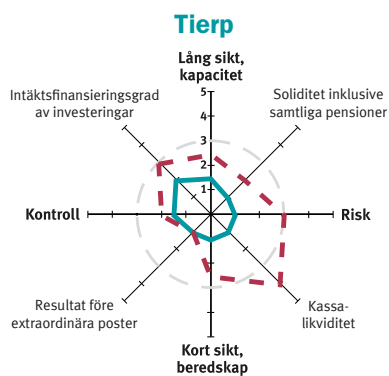 Tierp
Lång sikt,
kapacitet
Intäktsfinansieringsgrad
av investeringar
Soliditet inklusive
samtliga pensioner
5
4
3
2
1
Kontroll
Risk
Resultat före
extraordinära poster
Kassa-
likviditet
Kort sikt,
beredskap